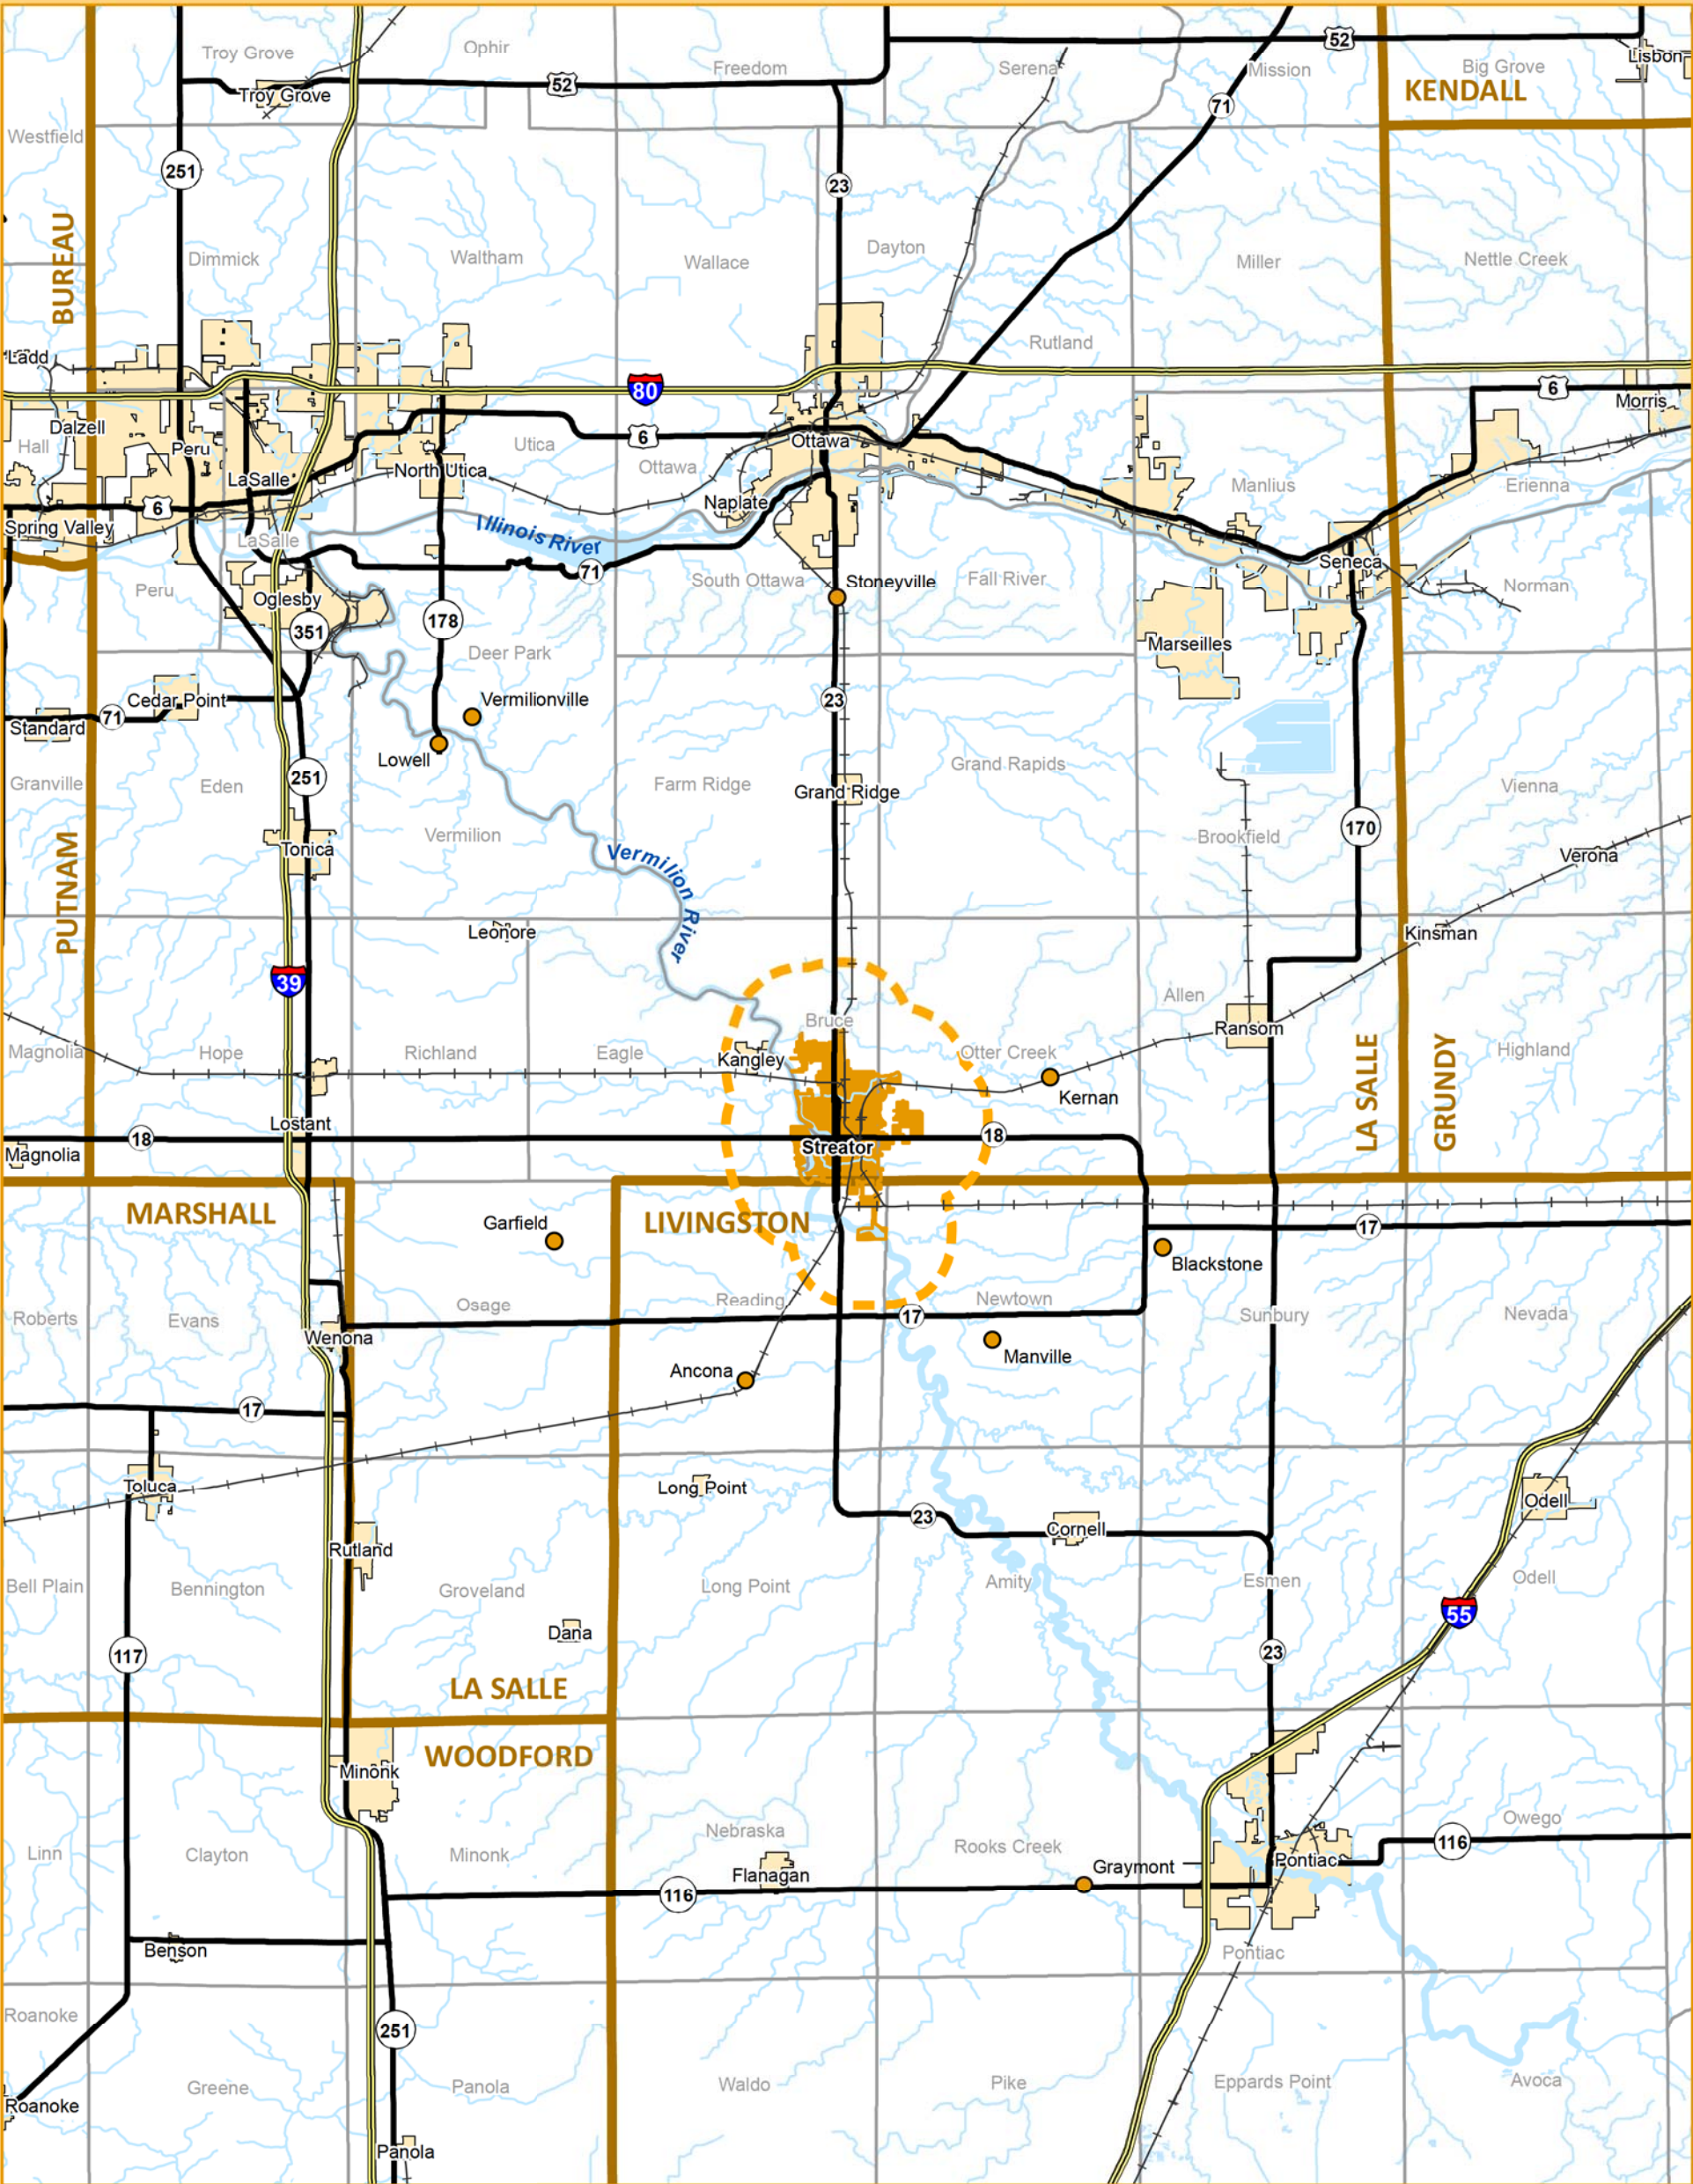 Troy Grove
Ophir
Freedom
Serena
Mission
52
Big Grove
Lisbon
KENDALL
Troy Grove
52
71
Westfield
251
23
BUREAU
Dimmick
Waltham
Wallace
Dayton
Miller
Nettle Creek
Rutland
Ladd
80
6
Morris
Dalzell
Hall
Peru
Utica
6
Ottawa
Ottawa
North Utica
LaSalle
Naplate
Manlius
Erienna
6
Spring Valley
LaSalle
Illinois River
71
Seneca
Peru
Oglesby
South Ottawa
Stoneyville
Fall River
Norman
351
178
Deer Park
Marseilles
Cedar Point
Vermilionville
23
71
Standard
Lowell
251
Granville
Eden
Farm Ridge
Grand Ridge
Grand Rapids
Vienna
Vermilion
Brookfield
170
Tonica
Vermilion River
Verona
PUTNAM
Leonore
Kinsman
39
Allen
Bruce
Ransom
Magnolia
Hope
Richland
Eagle
Kangley
Otter Creek
LA SALLE
GRUNDY
Highland
Kernan
Lostant
18
18
Magnolia
Streator
MARSHALL
Garfield
LIVINGSTON
17
Blackstone
Roberts
Evans
Osage
Reading
Newtown
Sunbury
Nevada
17
Wenona
Manville
Ancona
17
Toluca
Long Point
Odell
23
Cornell
Rutland
Bell Plain
Bennington
Groveland
Long Point
Amity
Esmen
Odell
55
Dana
117
23
LA SALLE
WOODFORD
Minonk
Linn
Clayton
Minonk
Nebraska
Rooks Creek
Owego
116
Flanagan
Graymont
Pontiac
116
Benson
Pontiac
Roanoke
251
Greene
Panola
Waldo
Pike
Eppards Point
Avoca
Roanoke
Panola